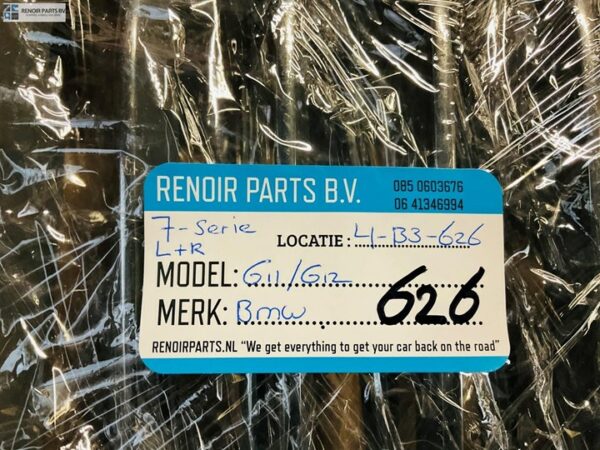 RENOIR PARTS BV.
RENOIR PARTS B.V.
085 0603676
06 41346994
7-Serie
L+R
LOCATIE: 4-B3-626
MODEL: G11/G12
MERK: Bmw
626
RENOIRPARTS.NL "We get everything to get your car back on the road"